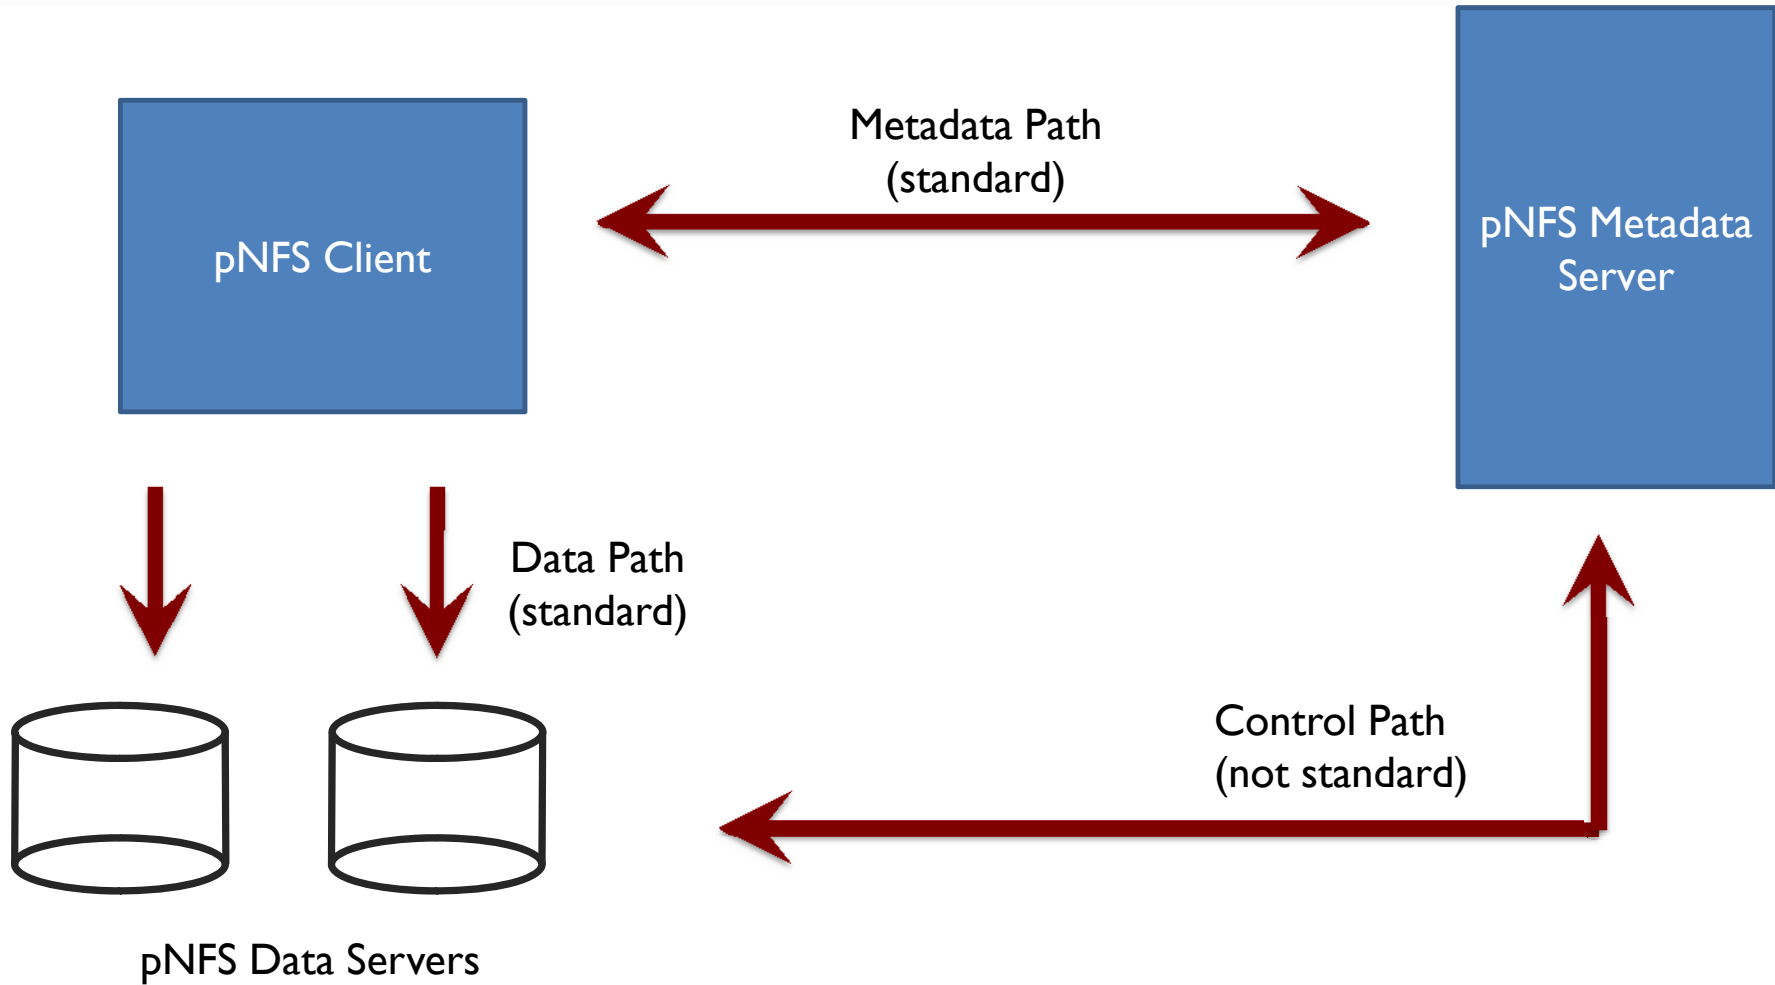 Metadata Path
(standard)
pNFS Client
pNFS Metadata
Server
Data Path
(standard)
Control Path
(not standard)
pNFS Data Servers